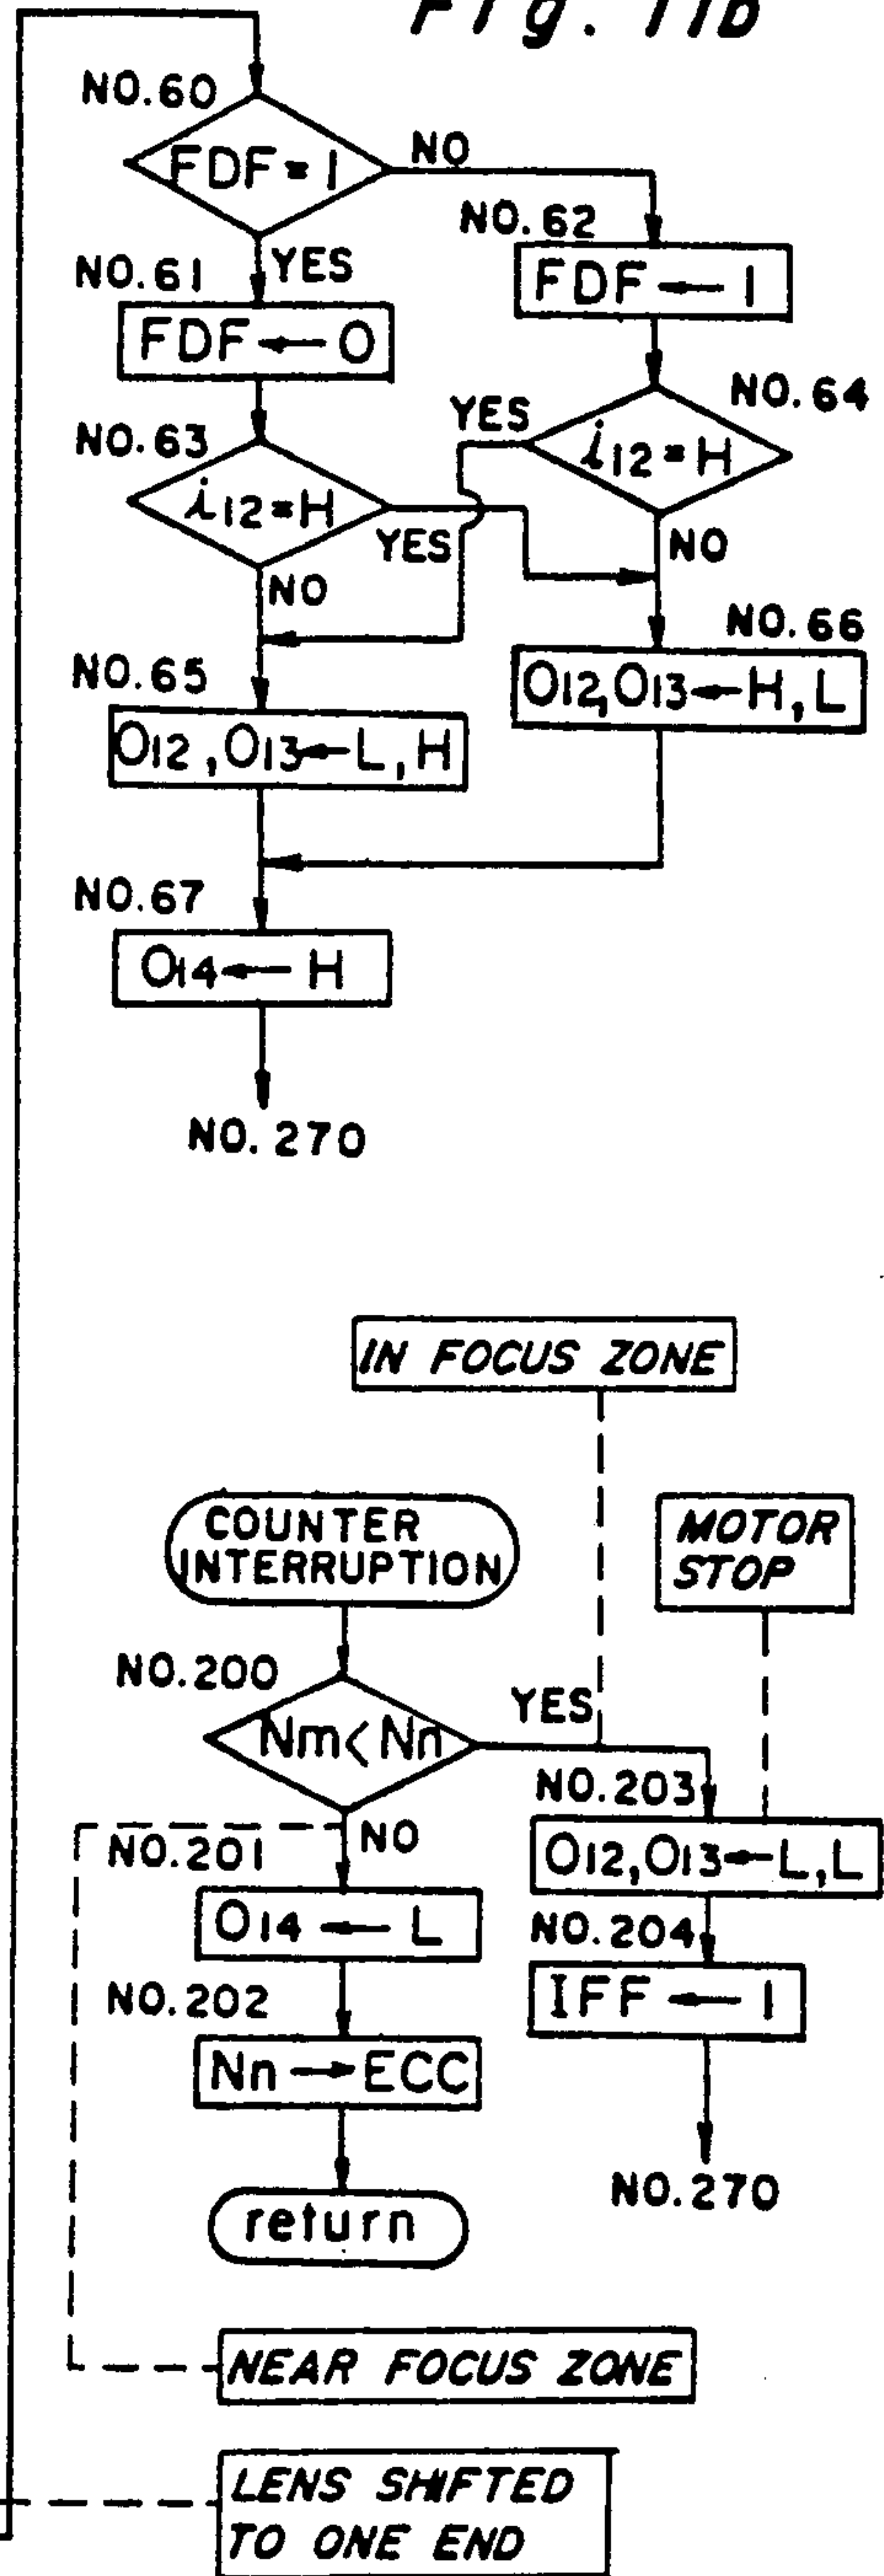 Fig. 11b
NO.60
FDF=1
NO
NO.62
FDF←1
NO.61
YES
FDF←0
NO.64
YES
i12=H
NO.63
i12=H
YES
NO
NO
NO.66
O12,O13←H,L
NO.65
O12,O13←L,H
NO.67
O14←H
NO.270
IN FOCUS ZONE
COUNTER
INTERRUPTION
MOTOR
STOP
NO.200
Nm<Nn
YES
NO.203
O12,O13←L,L
NO
NO.201
O14←L
NO.204
IFF←1
NO.202
Nn→ECC
NO.270
return
NEAR FOCUS ZONE
LENS SHIFTED
TO ONE END